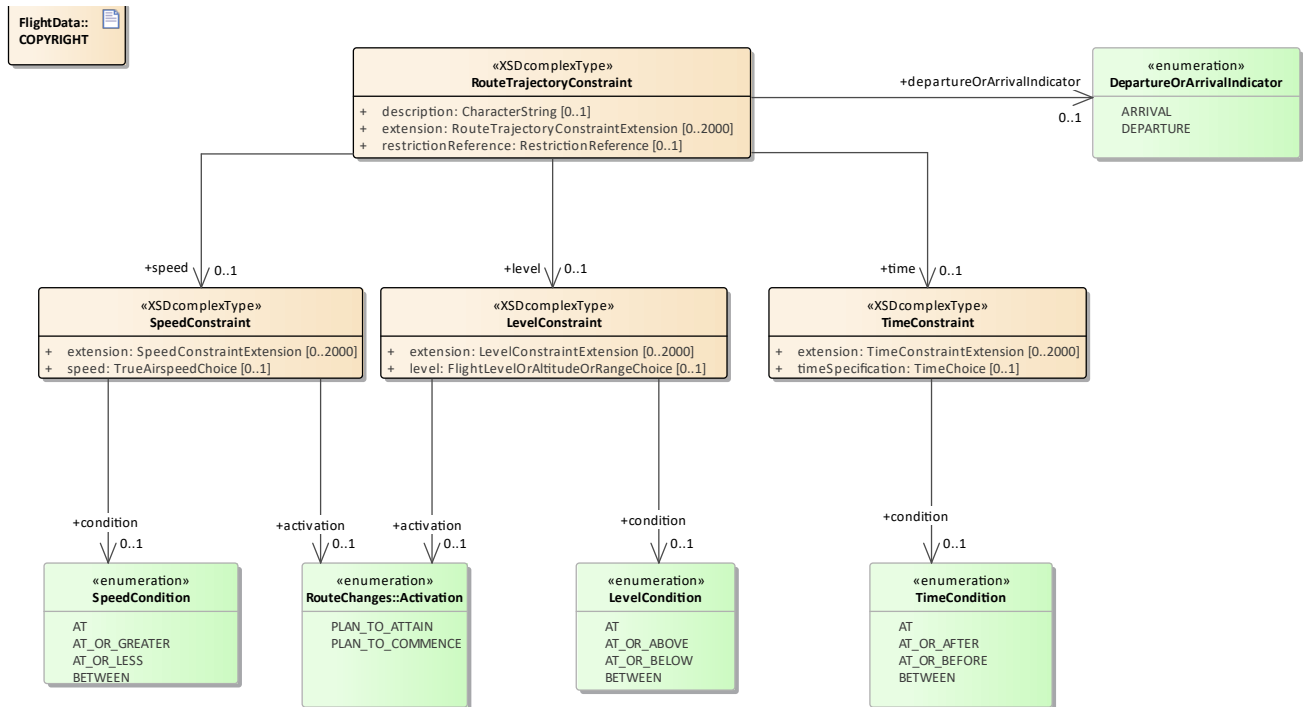 FlightData::
COPYRIGHT
«XSDcomplexType»
RouteTrajectoryConstraint
+ description: CharacterString [0..1]
+ extension: RouteTrajectoryConstraintExtension [0..2000]
+ restrictionReference: RestrictionReference [0..1]
+departureOrArrivalIndicator
0..1
«enumeration»
DepartureOrArrivalIndicator
ARRIVAL
DEPARTURE
+speed 0..1
+level 0..1
+time 0..1
«XSDcomplexType»
SpeedConstraint
+ extension: SpeedConstraintExtension [0..2000]
+ speed: TrueAirspeedChoice [0..1]
«XSDcomplexType»
LevelConstraint
+ extension: LevelConstraintExtension [0..2000]
+ level: FlightLevelOrAltitudeOrRangeChoice [0..1]
«XSDcomplexType»
TimeConstraint
+ extension: TimeConstraintExtension [0..2000]
+ timeSpecification: TimeChoice [0..1]
+condition
0..1
+activation
0..1
+activation
0..1
+condition
0..1
+condition
0..1
«enumeration»
SpeedCondition
AT
AT_OR_GREATER
AT_OR_LESS
BETWEEN
«enumeration»
RouteChanges::Activation
PLAN_TO_ATTAIN
PLAN_TO_COMMENCE
«enumeration»
LevelCondition
AT
AT_OR_ABOVE
AT_OR_BELOW
BETWEEN
«enumeration»
TimeCondition
AT
AT_OR_AFTER
AT_OR_BEFORE
BETWEEN